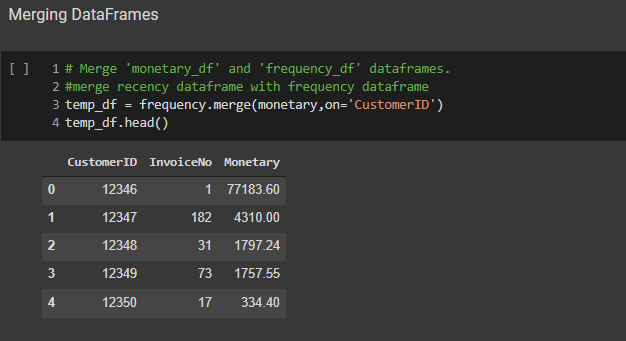 Merging DataFrames
[ ] 1 # Merge 'monetary_df' and 'frequency_df' dataframes.
2 #merge recency dataframe with frequency dataframe
3 temp_df = frequency.merge(monetary,on='CustomerID')
4 temp_df.head()
CustomerID InvoiceNo Monetary
0 12346 1 77183.60
1 12347 182 4310.00
2 12348 31 1797.24
3 12349 73 1757.55
4 12350 17 334.40